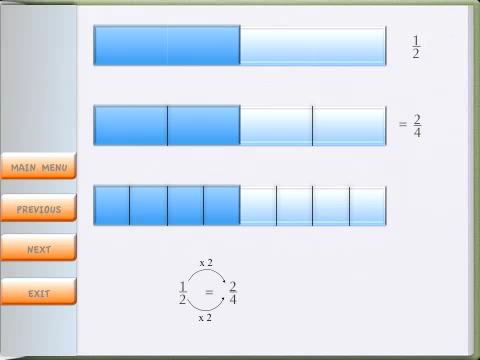 1/2
= 2/4
MAIN MENU
PREVIOUS
NEXT
EXIT
x 2
1/2 = 2/4
x 2